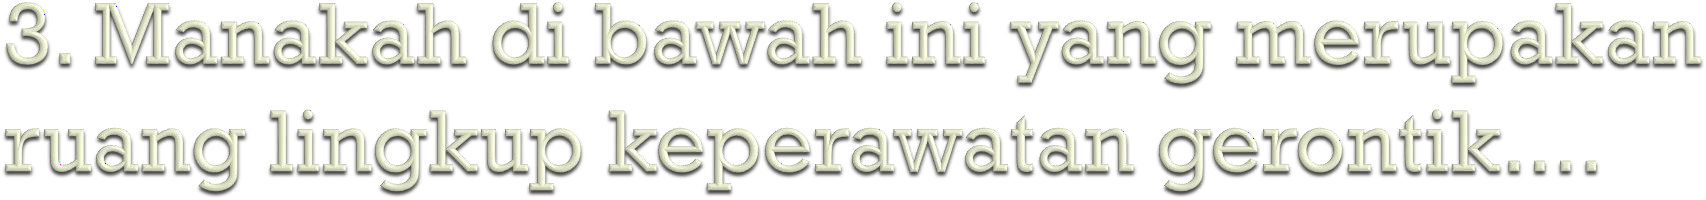 3. Manakah di bawah ini yang merupakan
ruang lingkup keperawatan gerontik....